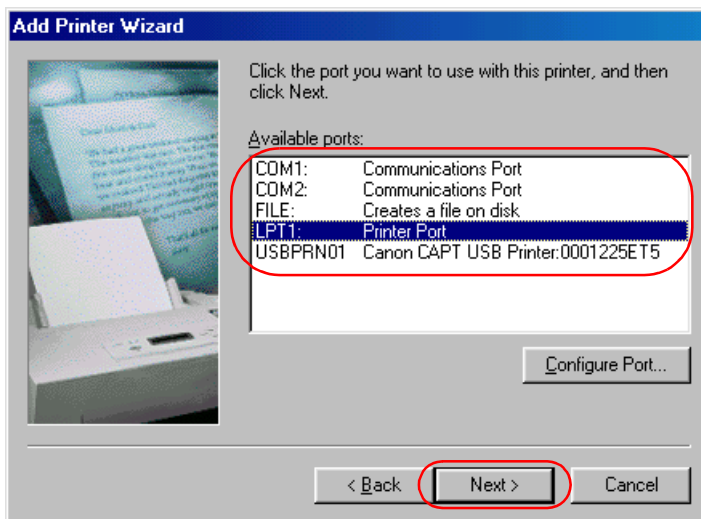 Add Printer Wizard
Click the port you want to use with this printer, and then
click Next.
Available ports:
COM1: Communications Port
COM2: Communications Port
FILE: Creates a file on disk
LPT1: Printer Port
USBPRN01 Canon CAPT USB Printer:0001225ET5
Configure Port...
< Back Next > Cancel